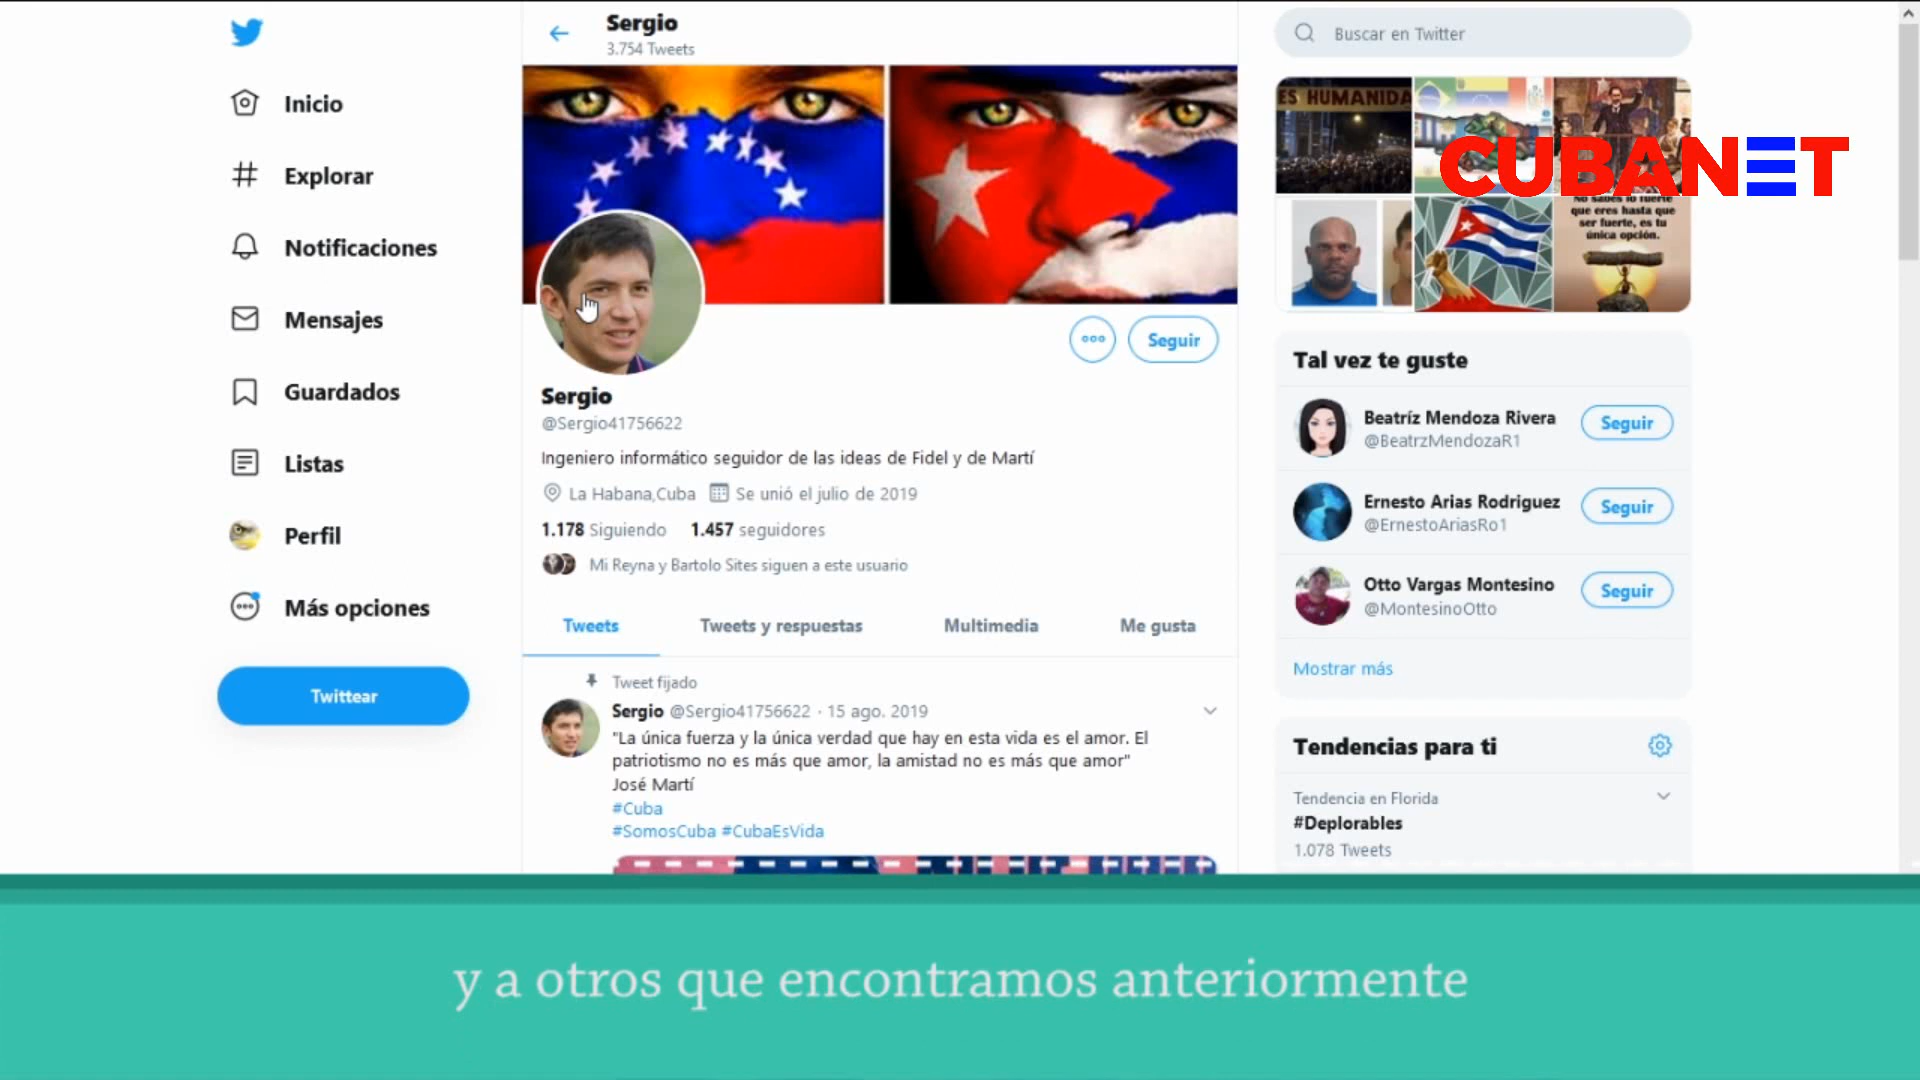 Sergio
3.754 Tweets
Inicio
Explorar
Notificaciones
Mensajes
Guardados
Listas
Perfil
Más opciones
Twittear
Seguir
Sergio
@Sergio41756622
Ingeniero informático seguidor de las ideas de Fidel y de Martí
La Habana,Cuba Se unió el julio de 2019
1.178 Siguiendo 1.457 seguidores
Mi Reyna y Bartolo Sites siguen a este usuario
Tweets Tweets y respuestas Multimedia Me gusta
Tweet fijado
Sergio @Sergio41756622 · 15 ago. 2019
"La única fuerza y la única verdad que hay en esta vida es el amor. El
patriotismo no es más que amor, la amistad no es más que amor"
José Martí
#Cuba
#SomosCuba #CubaEsVida
Buscar en Twitter
ES HUMANIDA
CUBANET
No sabes lo fuerte
que eres hasta que
ser fuerte, es tu
única opción.
Tal vez te guste
Beatríz Mendoza Rivera
@BeatrzMendozaR1
Seguir
Ernesto Arias Rodriguez
@ErnestoAriasRo1
Seguir
Otto Vargas Montesino
@MontesinoOtto
Seguir
Mostrar más
Tendencias para ti
Tendencia en Florida
#Deplorables
1.078 Tweets
y a otros que encontramos anteriormente